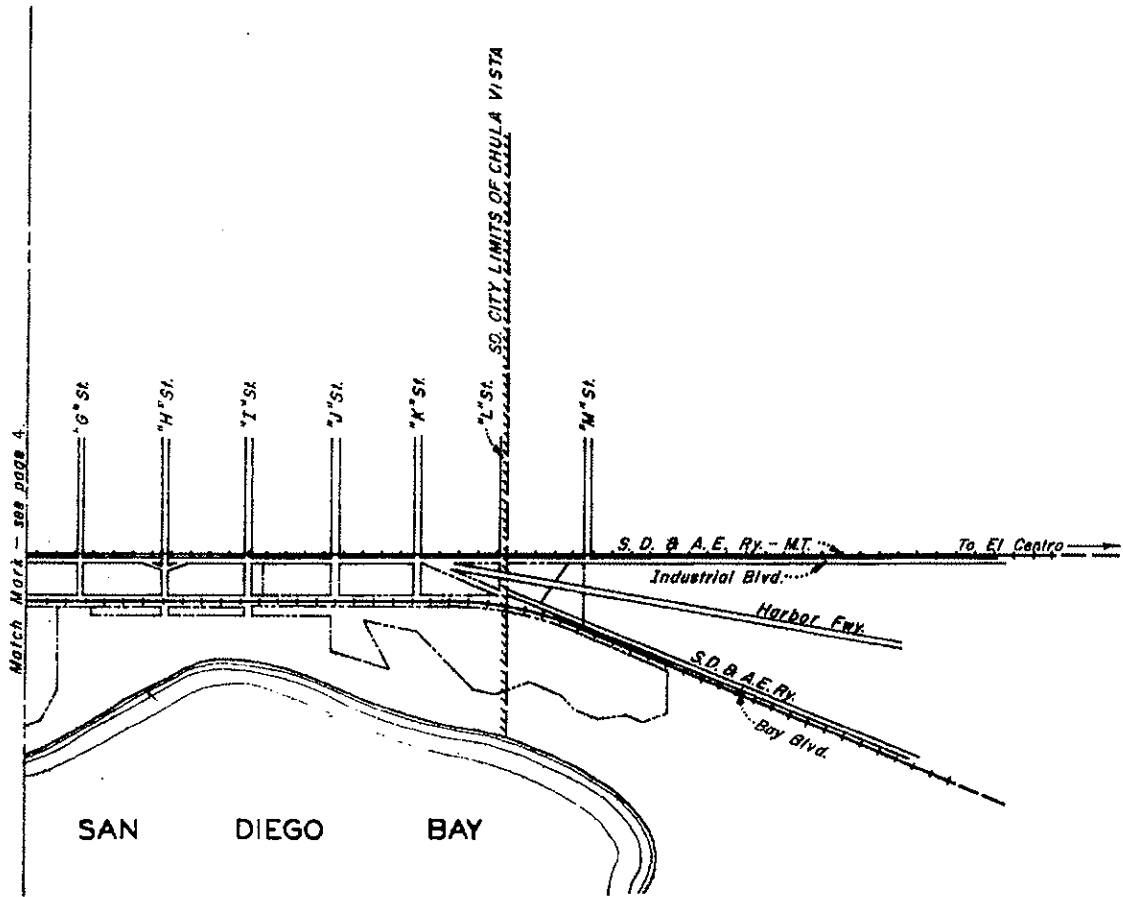 SO. CITY LIMITS OF CHULA VISTA
"G" St.
"H" St.
"I" St.
"J" St.
"K" St.
"L" St.
"M" St.
Match Mark - see page 4
S. D. & A. E. Ry. - M.T.
To El Centro
Industrial Blvd.
Harbor Fwy.
S.D. & A.E. Ry.
Bay Blvd.
SAN DIEGO BAY